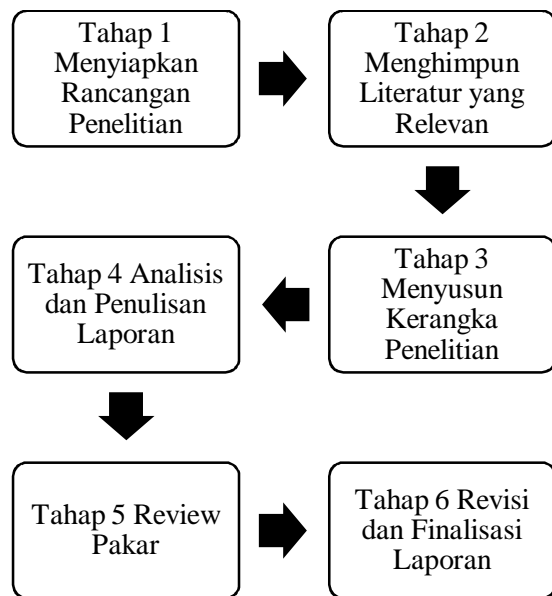 Tahap 1
Menyiapkan
Rancangan
Penelitian
Tahap 2
Menghimpun
Literatur yang
Relevan
Tahap 3
Menyusun
Kerangka
Penelitian
Tahap 4 Analisis
dan Penulisan
Laporan
Tahap 5 Review
Pakar
Tahap 6 Revisi
dan Finalisasi
Laporan